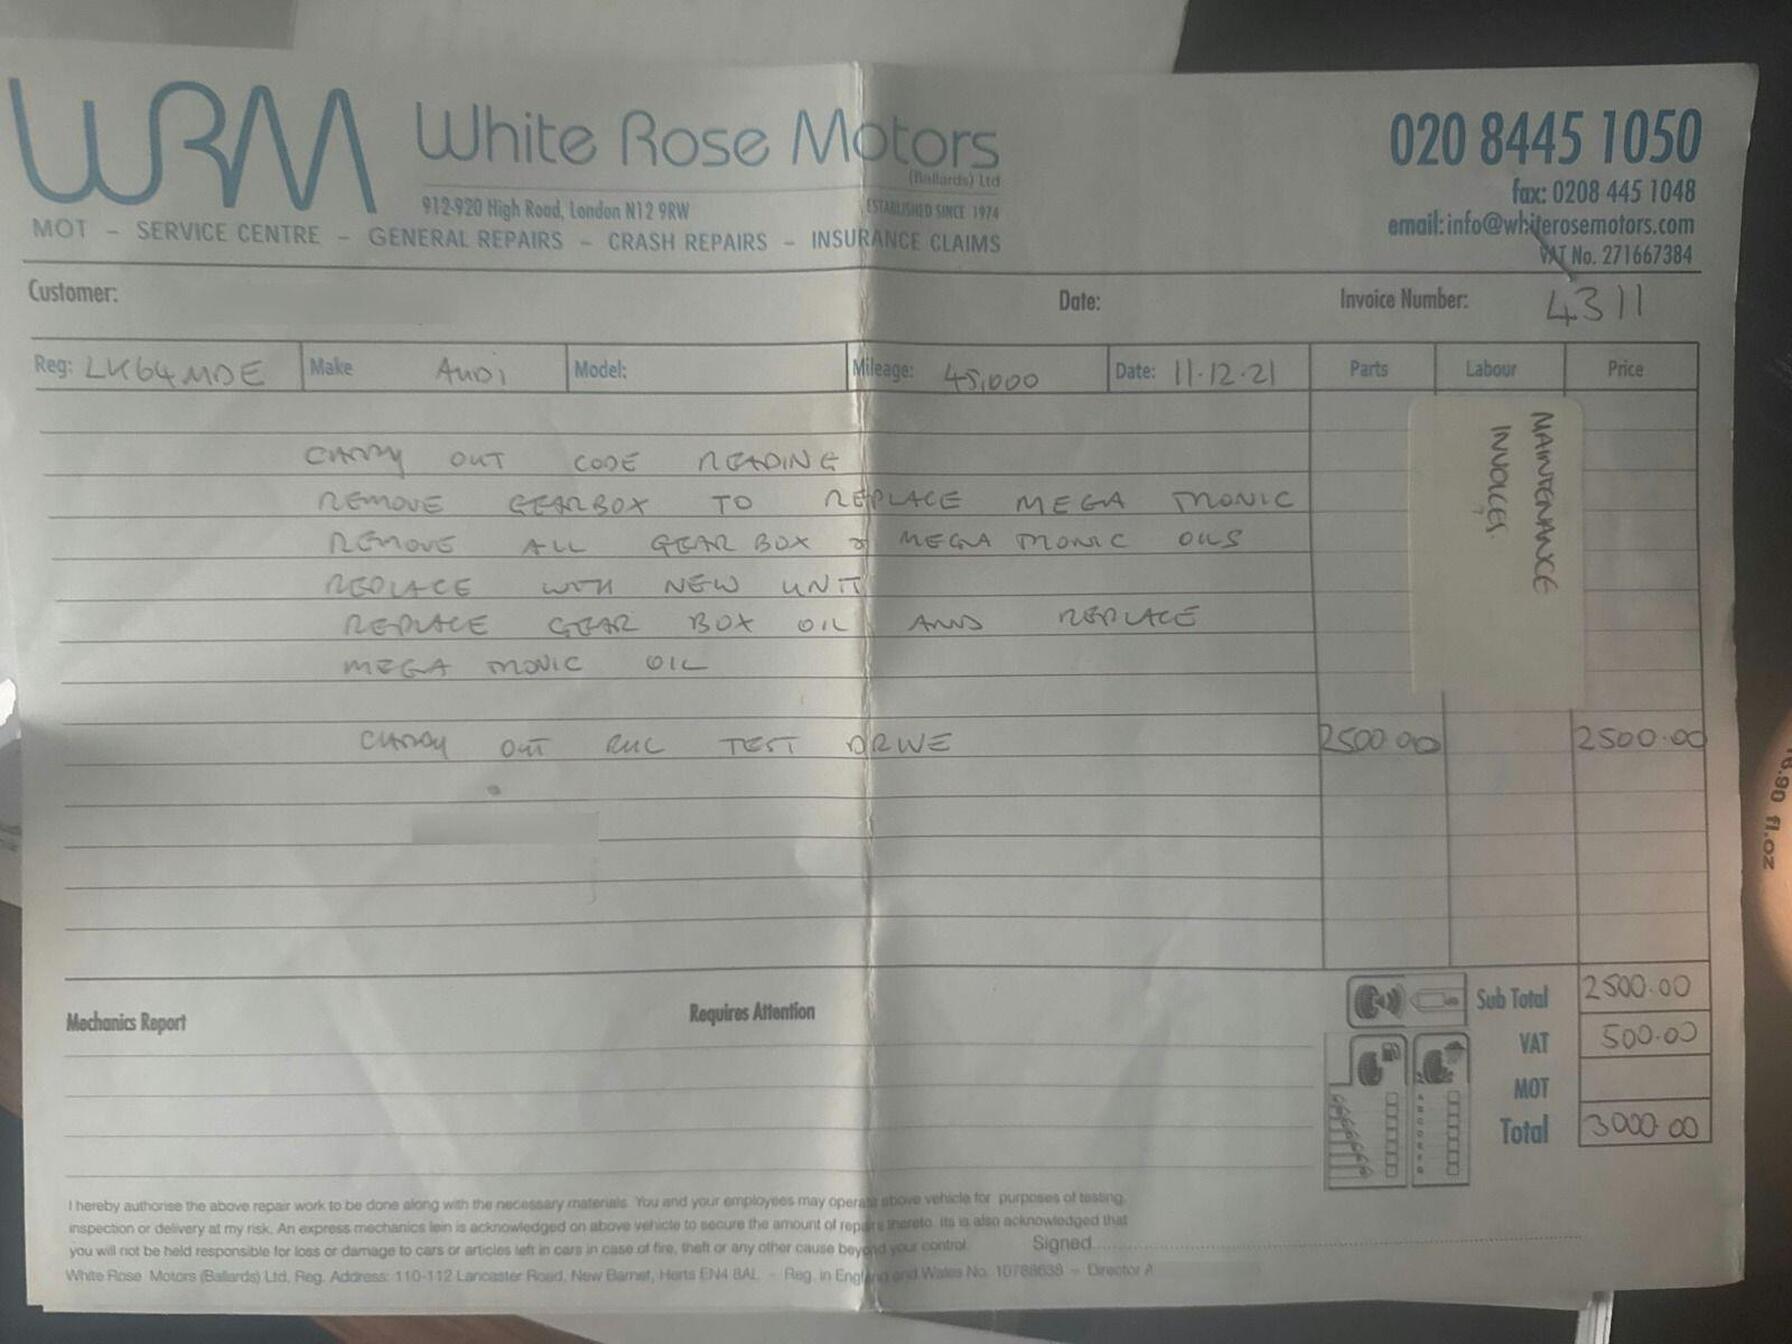 WRM White Rose Motors
(Ballards) Ltd
912-920 High Road, London N12 9RW
ESTABLISHED SINCE 1974
MOT – SERVICE CENTRE – GENERAL REPAIRS – CRASH REPAIRS – INSURANCE CLAIMS
020 8445 1050
fax: 0208 445 1048
email: info@whiterosemotors.com
VAT No. 271667384
Customer: Date: Invoice Number: 4311
Reg: LK64MDE Make AUDI Model: Mileage: 45,000 Date: 11.12.21 Parts Labour Price
MAINTENANCE
INVOICES
CARRY OUT CODE READING
REMOVE GEARBOX TO REPLACE MEGA TRONIC
REMOVE ALL GEAR BOX & MEGA TRONIC OILS
REPLACE WITH NEW UNIT
REPLACE GEAR BOX OIL AND REPLACE
MEGA TRONIC OIL
CARRY OUT TEST DRIVE 2500.00 2500.00
Mechanics Report Requires Attention
Sub Total 2500.00
VAT 500.00
MOT
Total 3000.00
I hereby authorise the above repair work to be done along with the necessary materials. You and your employees may operate above vehicle for purposes of testing,
inspection or delivery at my risk. An express mechanics lein is acknowledged on above vehicle to secure the amount of repairs thereto. Its is also acknowledged that
you will not be held responsible for loss or damage to cars or articles left in cars in case of fire, theft or any other cause beyond your control. Signed
White Rose Motors (Ballards) Ltd, Reg. Address: 110-112 Lancaster Road, New Barnet, Herts EN4 8AL – Reg. in England and Wales No. 10788638 – Director A
6.90 fl.oz